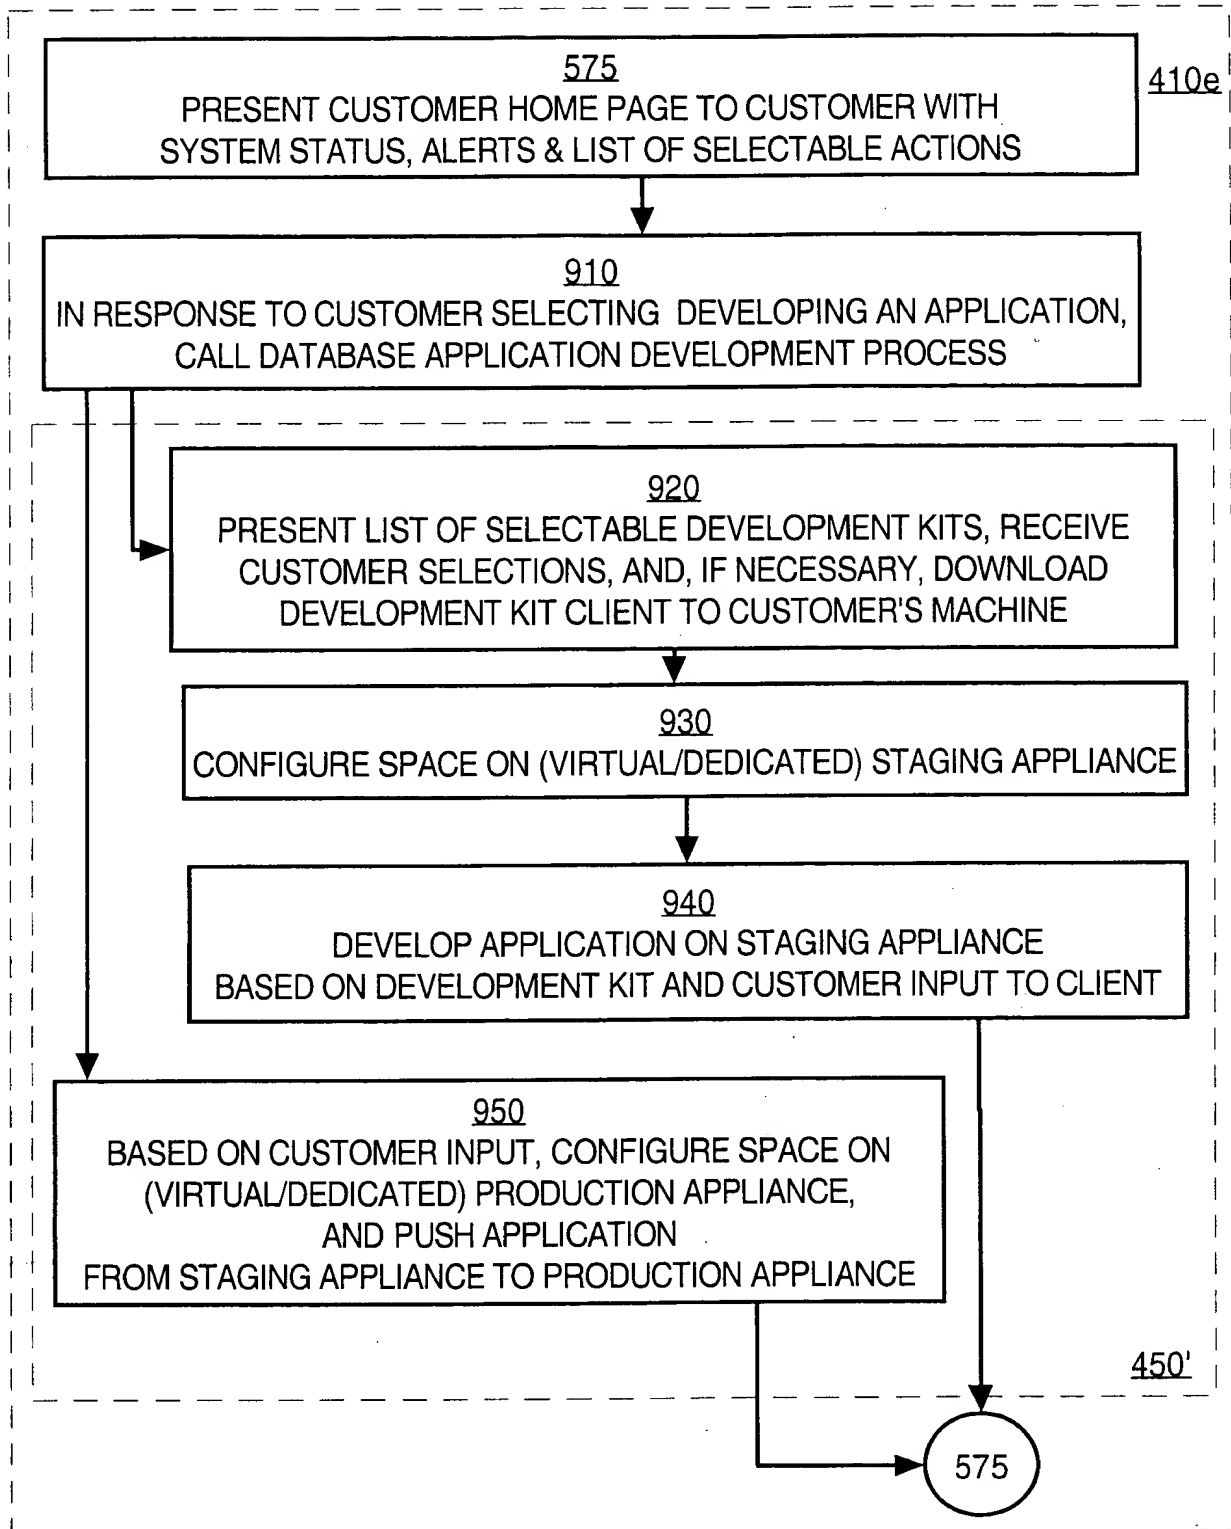 575
410e
PRESENT CUSTOMER HOME PAGE TO CUSTOMER WITH
SYSTEM STATUS, ALERTS & LIST OF SELECTABLE ACTIONS
910
IN RESPONSE TO CUSTOMER SELECTING DEVELOPING AN APPLICATION,
CALL DATABASE APPLICATION DEVELOPMENT PROCESS
920
PRESENT LIST OF SELECTABLE DEVELOPMENT KITS, RECEIVE
CUSTOMER SELECTIONS, AND, IF NECESSARY, DOWNLOAD
DEVELOPMENT KIT CLIENT TO CUSTOMER'S MACHINE
930
CONFIGURE SPACE ON (VIRTUAL/DEDICATED) STAGING APPLIANCE
940
DEVELOP APPLICATION ON STAGING APPLIANCE
BASED ON DEVELOPMENT KIT AND CUSTOMER INPUT TO CLIENT
950
BASED ON CUSTOMER INPUT, CONFIGURE SPACE ON
(VIRTUAL/DEDICATED) PRODUCTION APPLIANCE,
AND PUSH APPLICATION
FROM STAGING APPLIANCE TO PRODUCTION APPLIANCE
450'
575